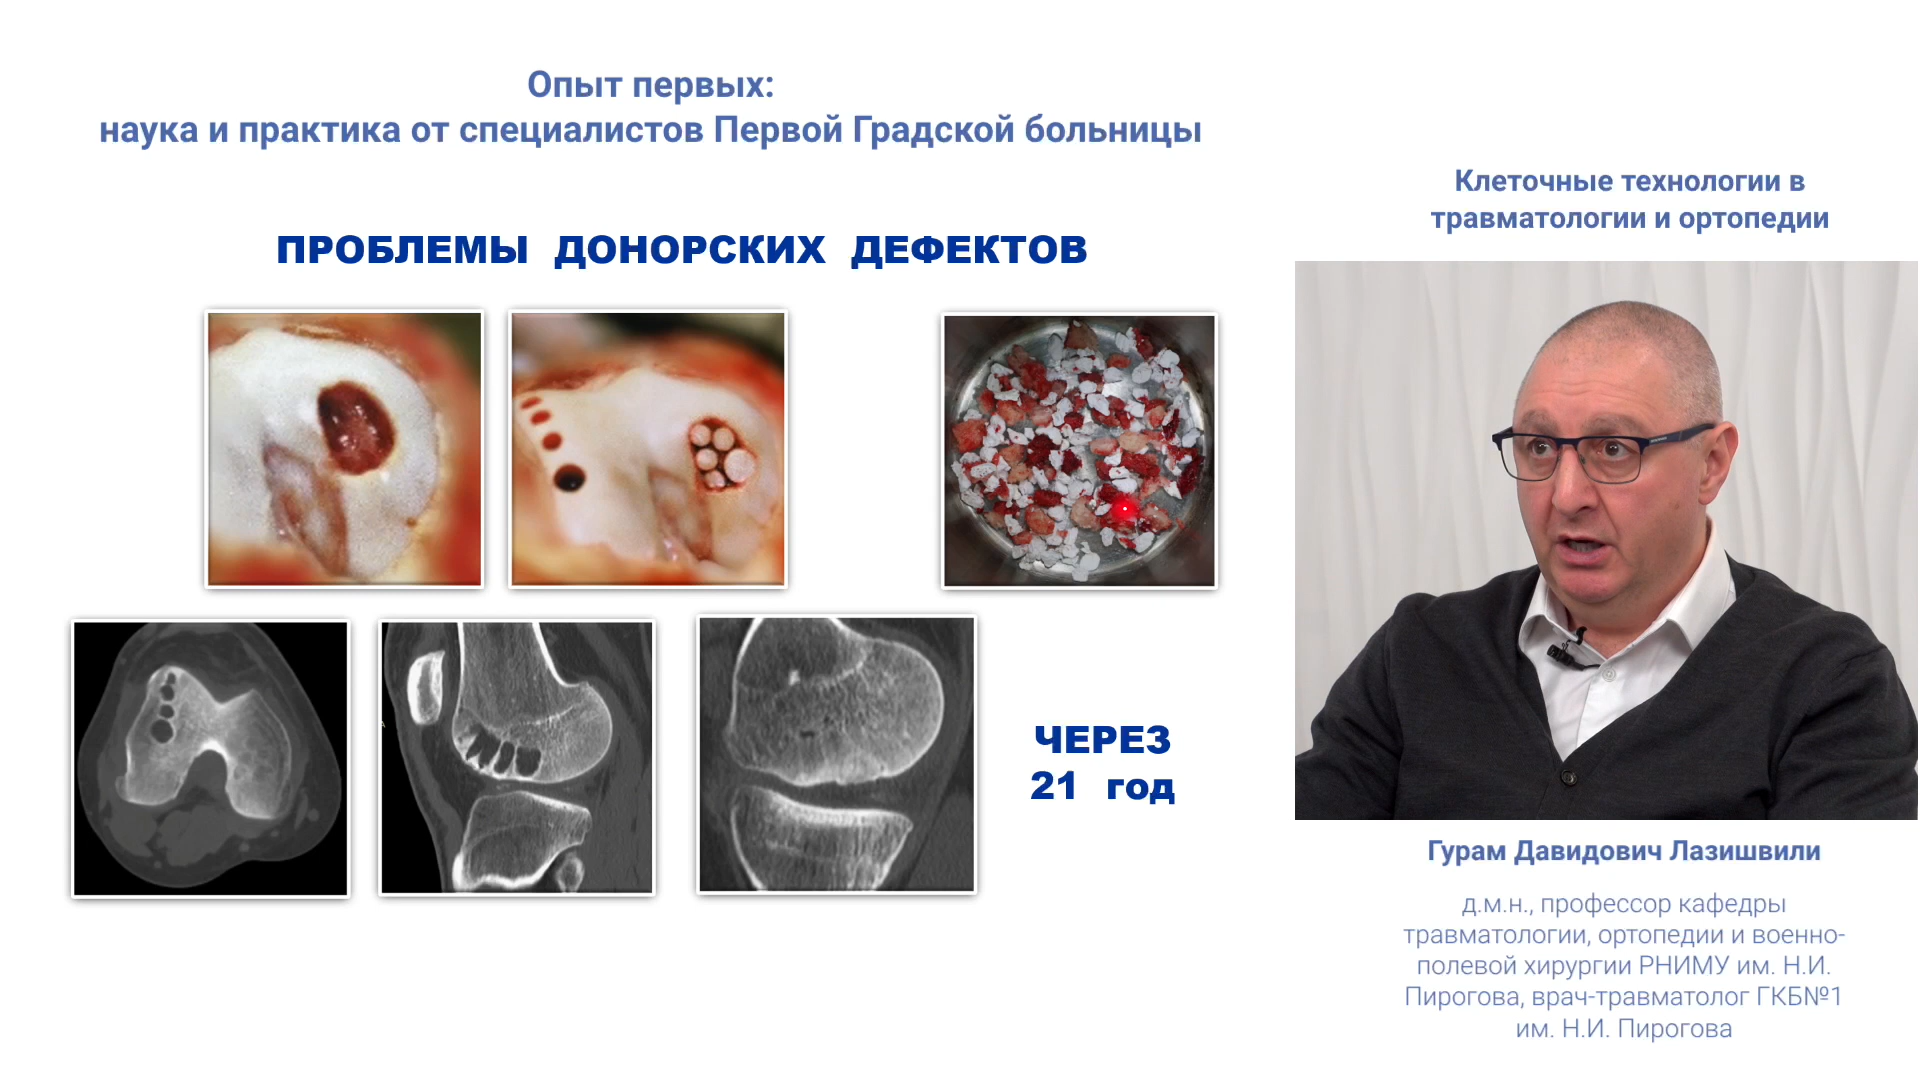 Опыт первых:
наука и практика от специалистов Первой Градской больницы
Клеточные технологии в
травматологии и ортопедии
ПРОБЛЕМЫ ДОНОРСКИХ ДЕФЕКТОВ
ЧЕРЕЗ
21 год
Гурам Давидович Лазишвили
д.м.н., профессор кафедры
травматологии, ортопедии и военно-
полевой хирургии РНИМУ им. Н.И.
Пирогова, врач-травматолог ГКБ№1
им. Н.И. Пирогова